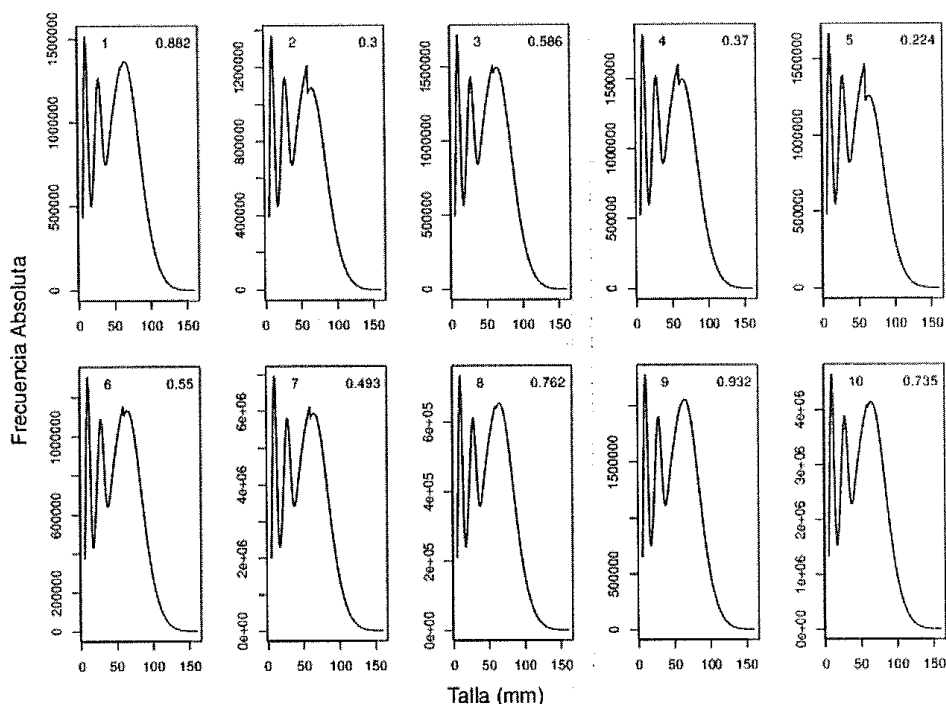 Frecuencia Absoluta
1 0.882
0 500000 1000000 1500000
0 50 100 150
2 0.3
0 200000 400000 600000 800000 1000000 1200000
0 50 100 150
3 0.586
0 500000 1000000 1500000
0 50 100 150
4 0.37
0 500000 1000000 1500000
0 50 100 150
5 0.224
0 500000 1000000 1500000
0 50 100 150
6 0.55
0 200000 600000 1000000
0 50 100 150
7 0.493
0e+00 2e+06 4e+06 6e+06
0 50 100 150
8 0.762
0e+00 2e+05 4e+05 6e+05
0 50 100 150
9 0.932
0 500000 1500000
0 50 100 150
10 0.735
0e+00 1e+06 2e+06 3e+06 4e+06
0 50 100 150
Talla (mm)